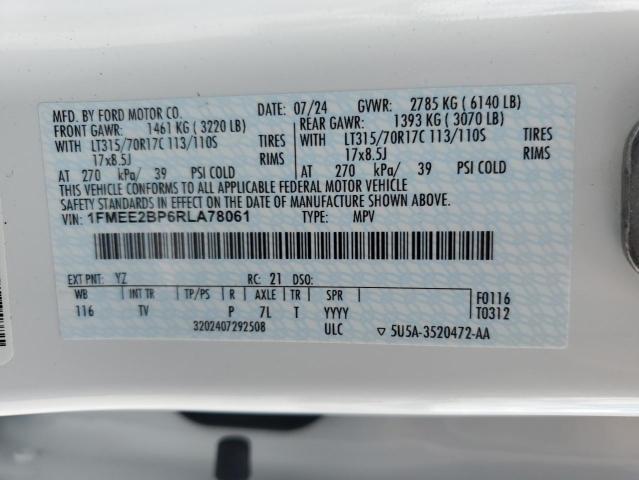 MFD. BY FORD MOTOR CO. DATE: 07/24 GVWR: 2785 KG ( 6140 LB)
FRONT GAWR: 1461 KG ( 3220 LB) REAR GAWR: 1393 KG ( 3070 LB)
WITH LT315/70R17C 113/110S TIRES WITH LT315/70R17C 113/110S TIRES
17x8.5J RIMS 17x8.5J RIMS
AT 270 kPa/ 39 PSI COLD AT 270 kPa/ 39 PSI COLD
THIS VEHICLE CONFORMS TO ALL APPLICABLE FEDERAL MOTOR VEHICLE
SAFETY STANDARDS IN EFFECT ON THE DATE OF MANUFACTURE SHOWN ABOVE.
VIN: 1FMEE2BP6RLA78061 TYPE: MPV
EXT PNT: YZ RC: 21 DSO:
WB INT TR TP/PS R AXLE TR SPR F0116
116 TV P 7L T YYYY T0312
3202407292508 ULC ▽ 5U5A-3520472-AA